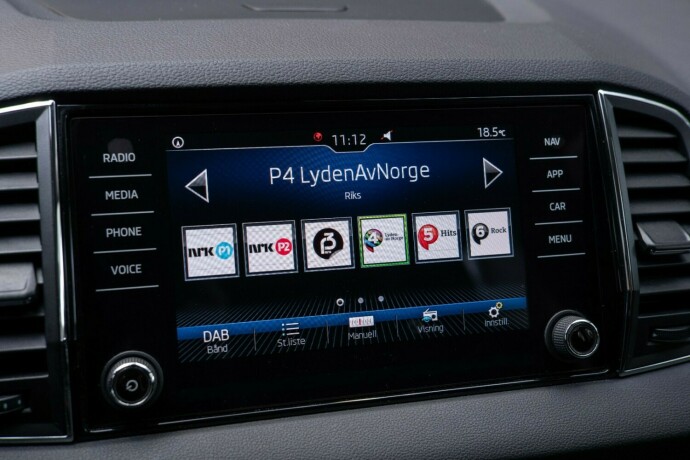 RADIO
MEDIA
PHONE
VOICE
11:12
18.5°C
P4 LydenAvNorge
Riks
nrk P1
nrk P2
P3
4 Lyden av Norge
5 Hits
6 Rock
DAB
Bånd
St.liste
Manuell
Visning
Innstill
NAV
APP
CAR
MENU